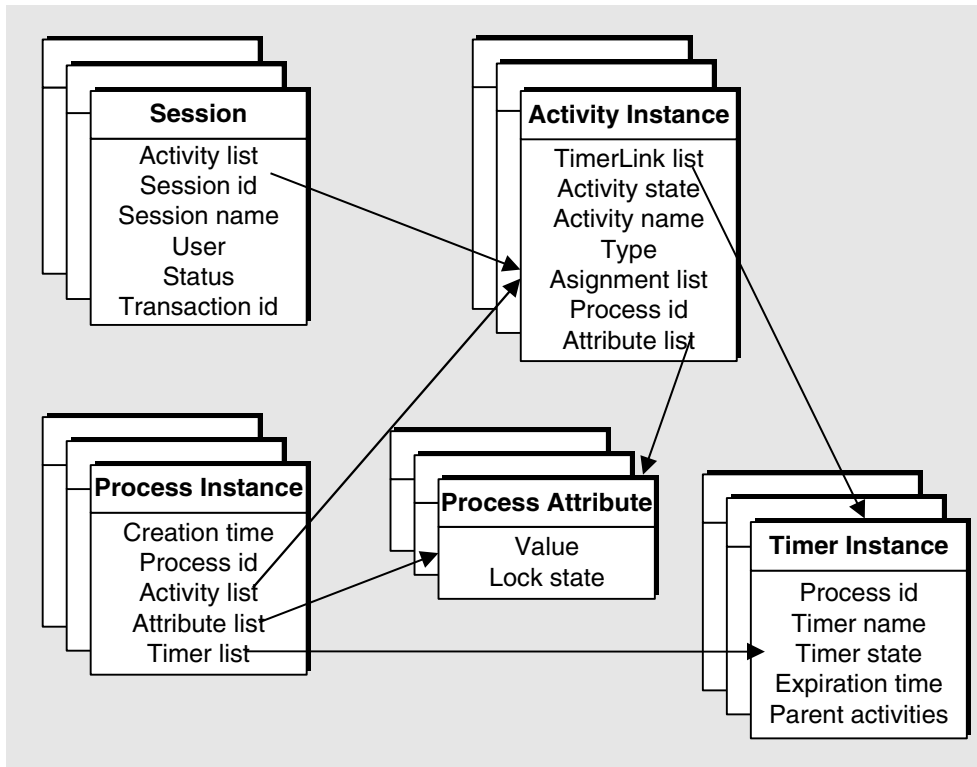 Session
Activity list
Session id
Session name
User
Status
Transaction id
Activity Instance
TimerLink list
Activity state
Activity name
Type
Asignment list
Process id
Attribute list
Process Instance
Creation time
Process id
Activity list
Attribute list
Timer list
Process Attribute
Value
Lock state
Timer Instance
Process id
Timer name
Timer state
Expiration time
Parent activities